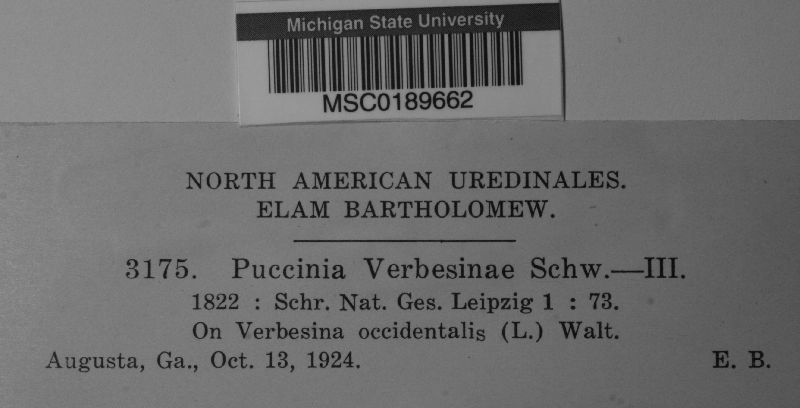 Michigan State University
MSC0189662
NORTH AMERICAN UREDINALES.
ELAM BARTHOLOMEW.
3175. Puccinia Verbesinae Schw.—III.
1822 : Schr. Nat. Ges. Leipzig 1 : 73.
On Verbesina occidentalis (L.) Walt.
Augusta, Ga., Oct. 13, 1924. E. B.